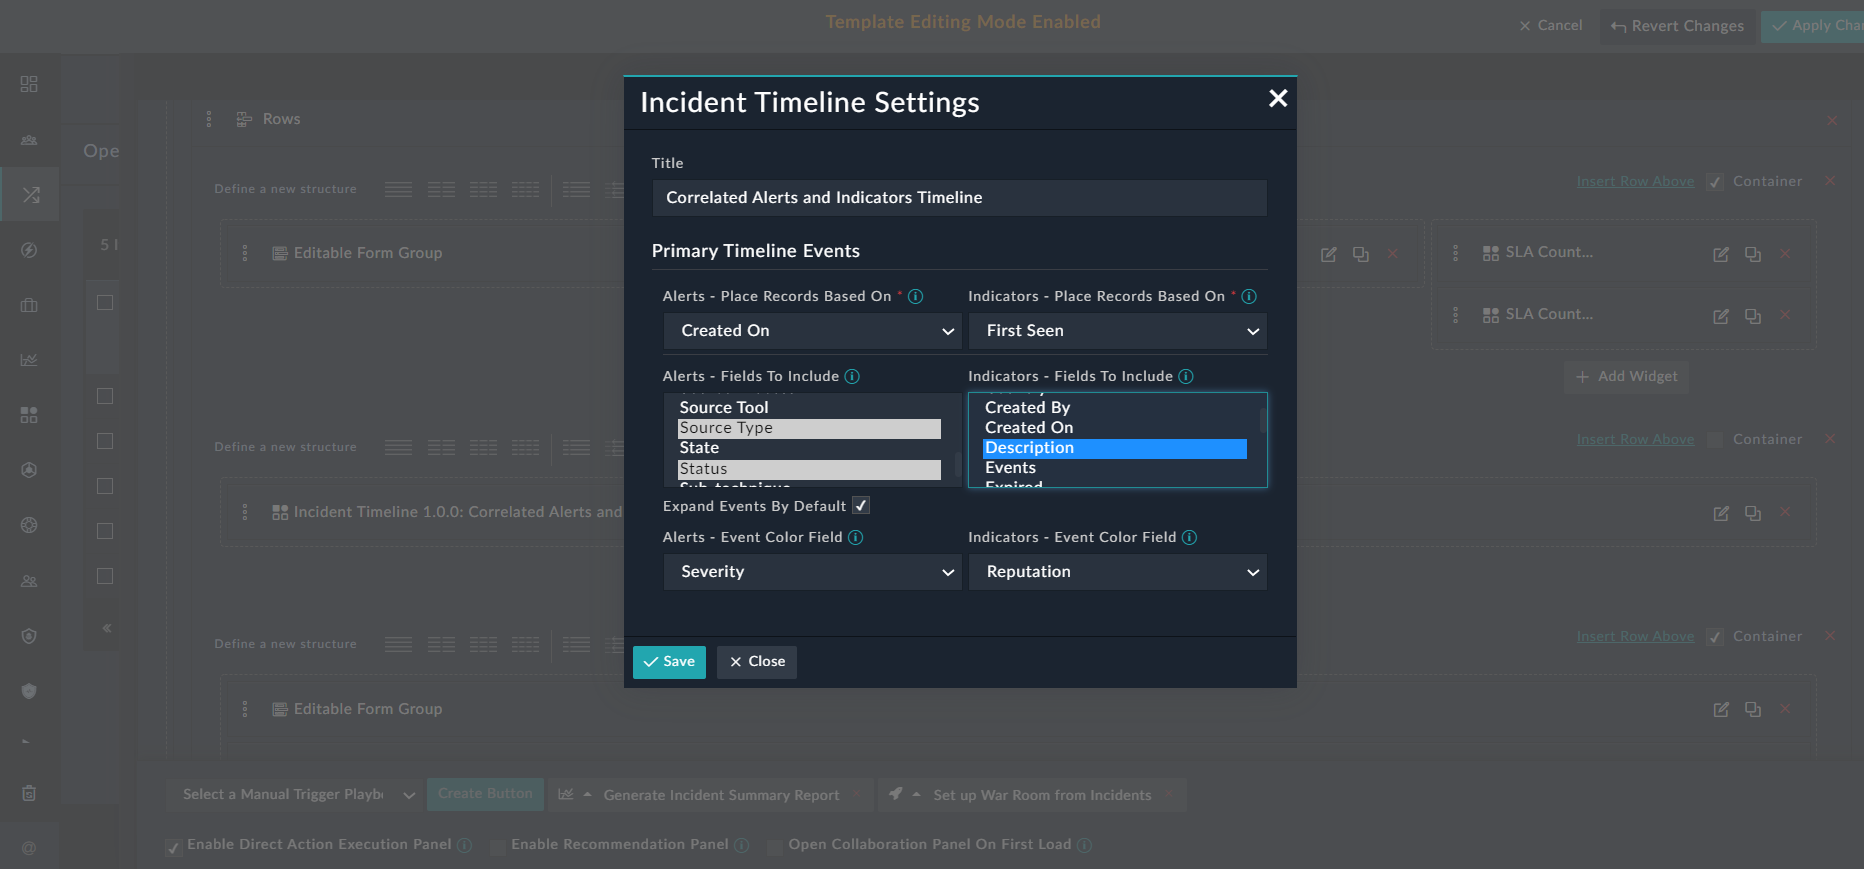 Template Editing Mode Enabled
Cancel
Revert Changes
Apply
Incident Timeline Settings
Rows
Ope
Title
Define a new structure
Insert Row Above
Container
Correlated Alerts and Indicators Timeline
5
Primary Timeline Events
Editable Form Group
SLA Count...
Alerts - Place Records Based On *
Indicators - Place Records Based On *
SLA Count...
Created On
First Seen
Alerts - Fields To Include
Indicators - Fields To Include
Add Widget
Source Tool
Created By
Source Type
Created On
Define a new structure
State
Description
Insert Row Above
Container
Status
Events
Sub-technique
Expired
Expand Events By Default
Incident Timeline 1.0.0: Correlated Alerts and
Alerts - Event Color Field
Indicators - Event Color Field
Severity
Reputation
Define a new structure
Insert Row Above
Container
Save
Close
Editable Form Group
Select a Manual Trigger Playb
Create Button
Generate Incident Summary Report
Set up War Room from Incidents
Enable Direct Action Execution Panel
Enable Recommendation Panel
Open Collaboration Panel On First Load